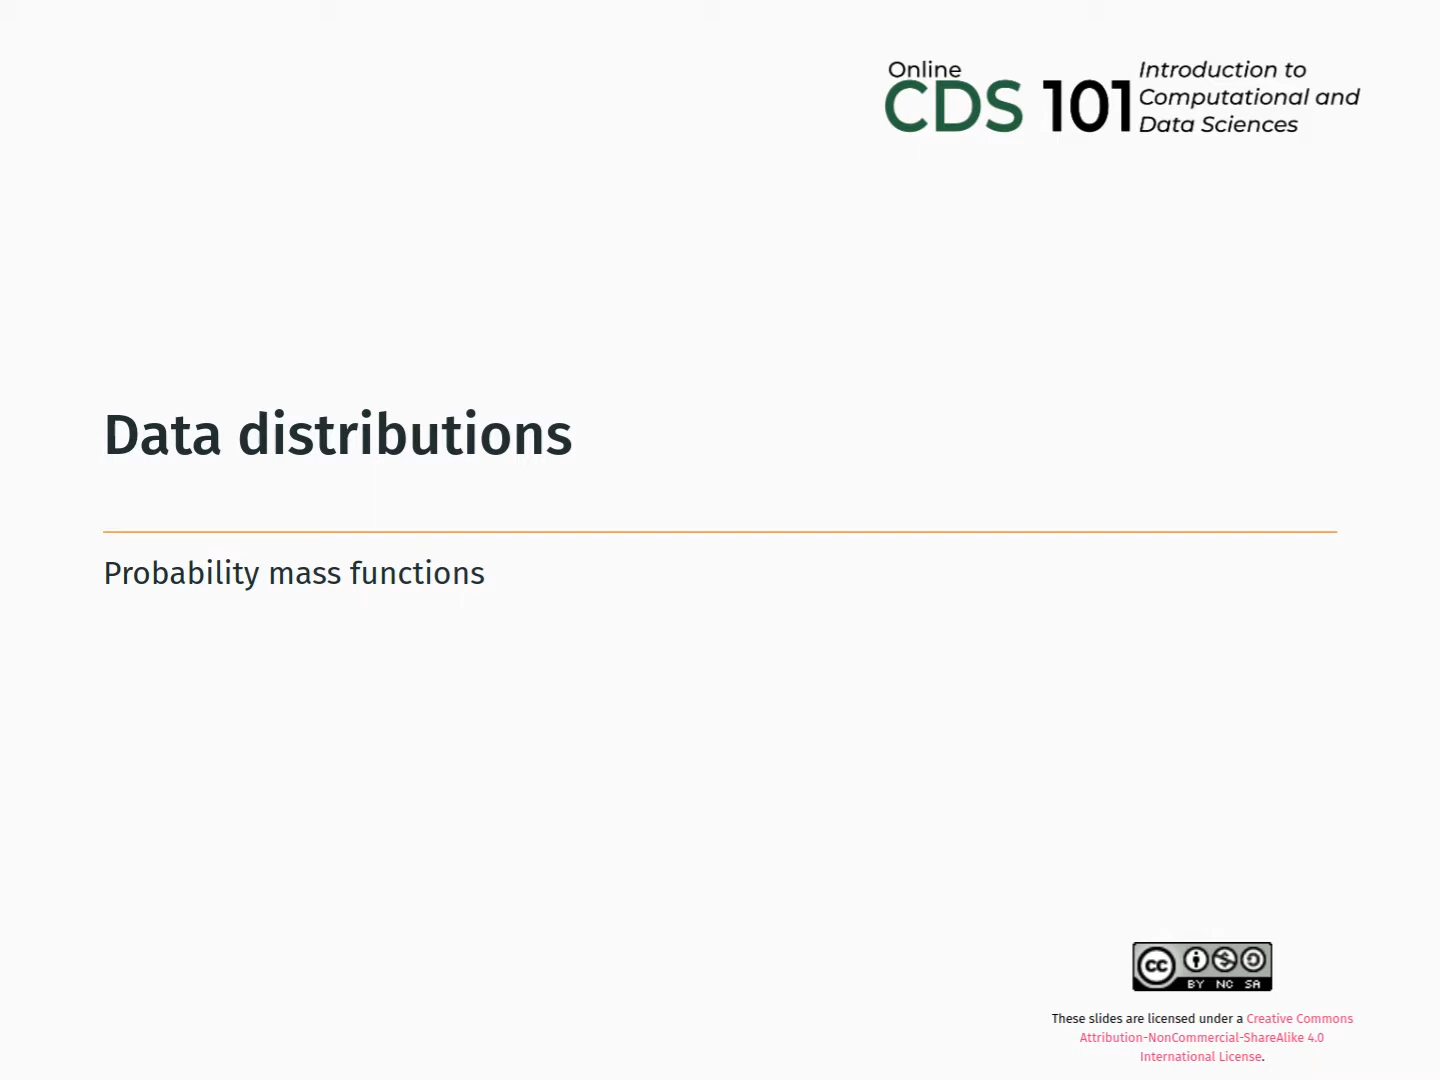 Online
CDS 101
Introduction to
Computational and
Data Sciences
Data distributions
Probability mass functions
cc
BY NC SA
These slides are licensed under a Creative Commons
Attribution-NonCommercial-ShareAlike 4.0
International License.